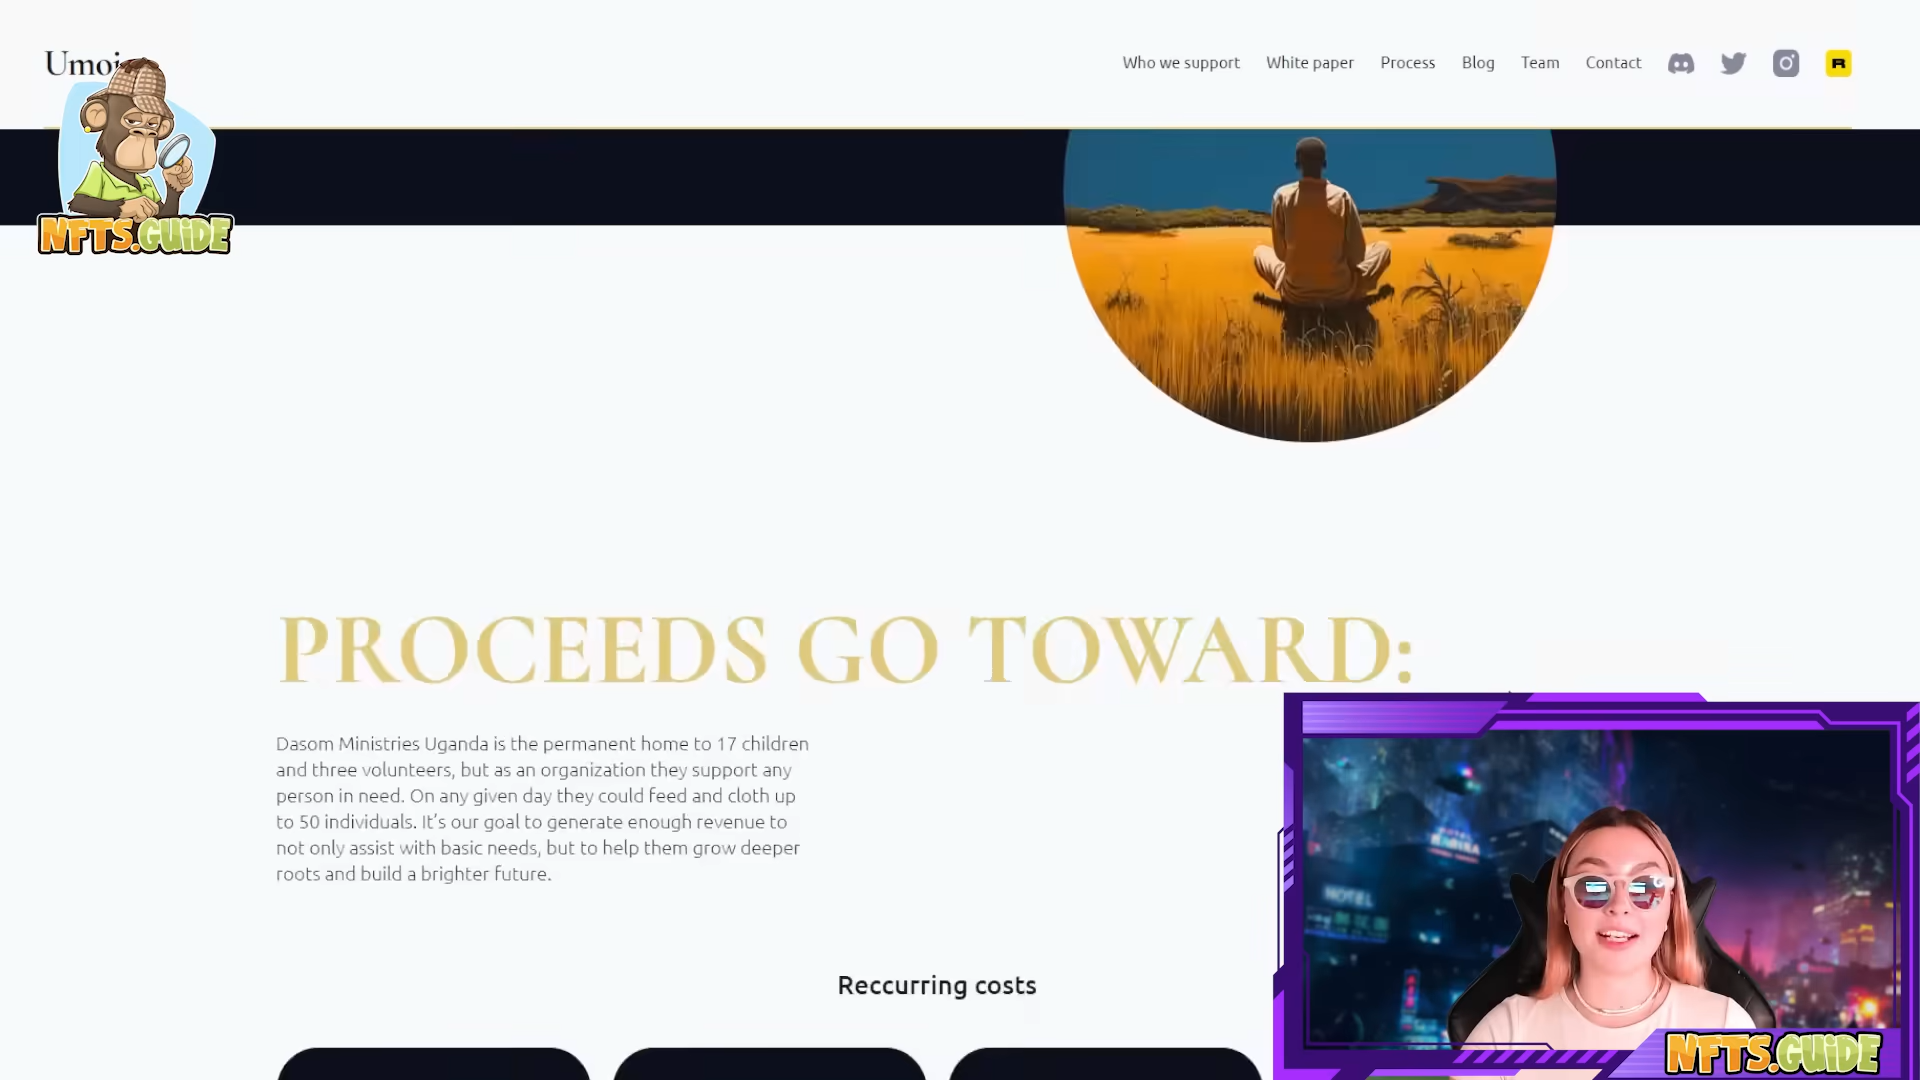 Umoja
Who we support White paper Process Blog Team Contact
R
NFTS.GUIDE
PROCEEDS GO TOWARD:
Dasom Ministries Uganda is the permanent home to 17 children
and three volunteers, but as an organization they support any
person in need. On any given day they could feed and cloth up
to 50 individuals. It's our goal to generate enough revenue to
not only assist with basic needs, but to help them grow deeper
roots and build a brighter future.
Reccurring costs
HOTEL
NFTS.GUIDE